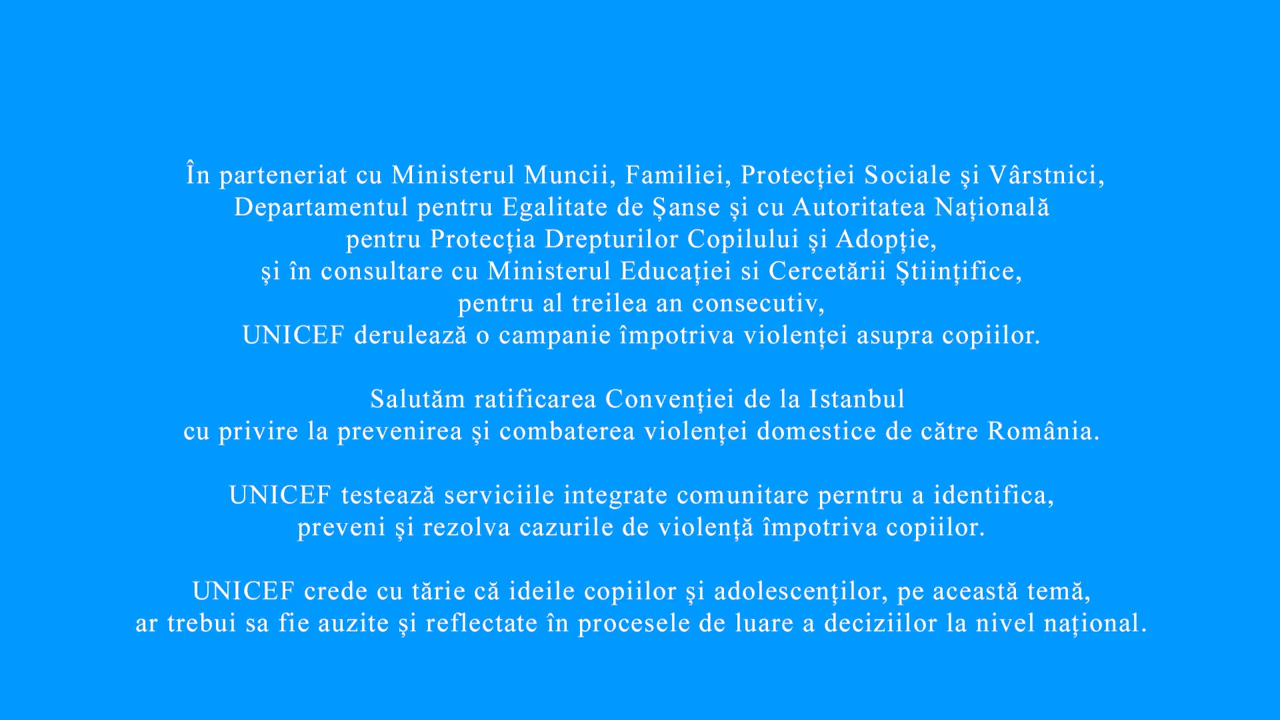 În parteneriat cu Ministerul Muncii, Familiei, Protecției Sociale și Vârstnici,
Departamentul pentru Egalitate de Șanse și cu Autoritatea Națională
pentru Protecția Drepturilor Copilului și Adopție,
și în consultare cu Ministerul Educației si Cercetării Științifice,
pentru al treilea an consecutiv,
UNICEF derulează o campanie împotriva violenței asupra copiilor.
Salutăm ratificarea Convenției de la Istanbul
cu privire la prevenirea și combaterea violenței domestice de către România.
UNICEF testează serviciile integrate comunitare perntru a identifica,
preveni și rezolva cazurile de violență împotriva copiilor.
UNICEF crede cu tărie că ideile copiilor și adolescenților, pe această temă,
ar trebui sa fie auzite și reflectate în procesele de luare a deciziilor la nivel național.